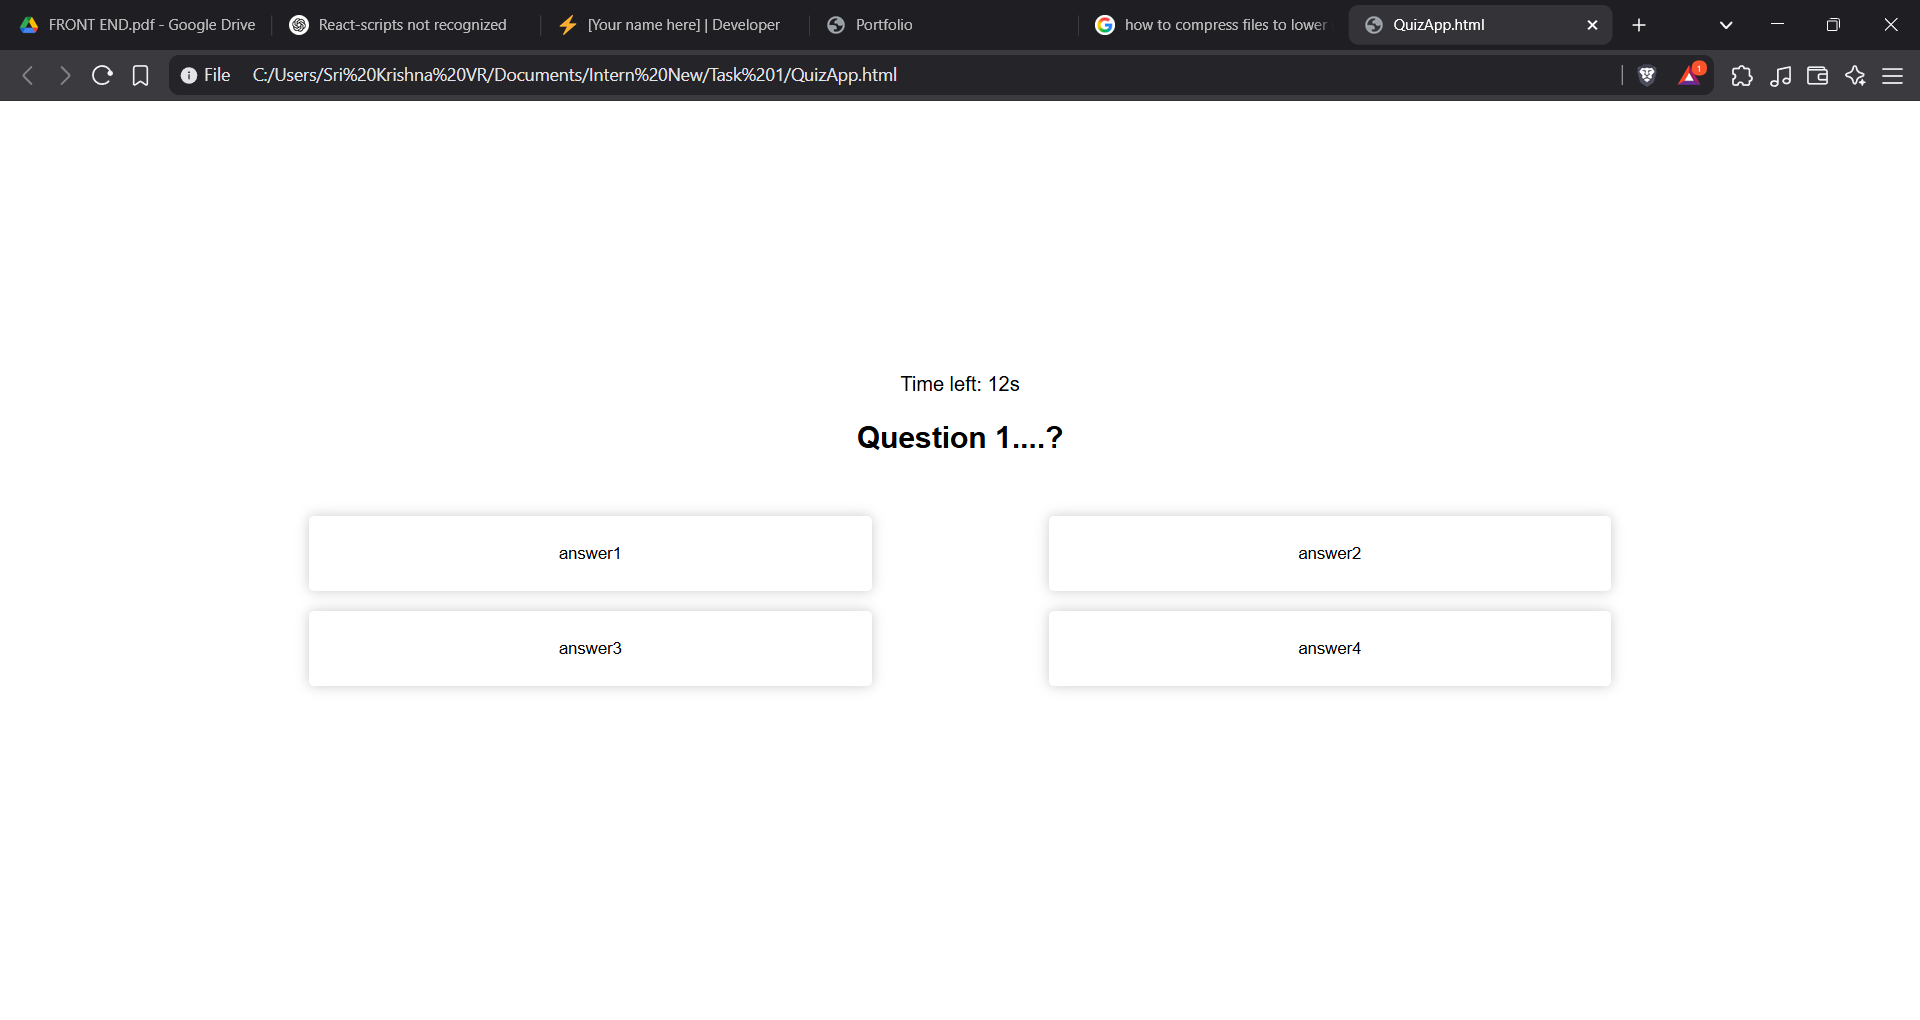 FRONT END.pdf - Google Drive
React-scripts not recognized
[Your name here] | Developer
Portfolio
how to compress files to lower
QuizApp.html
File C:/Users/Sri%20Krishna%20VR/Documents/Intern%20New/Task%201/QuizApp.html
1
Time left: 12s
Question 1....?
answer1
answer2
answer3
answer4